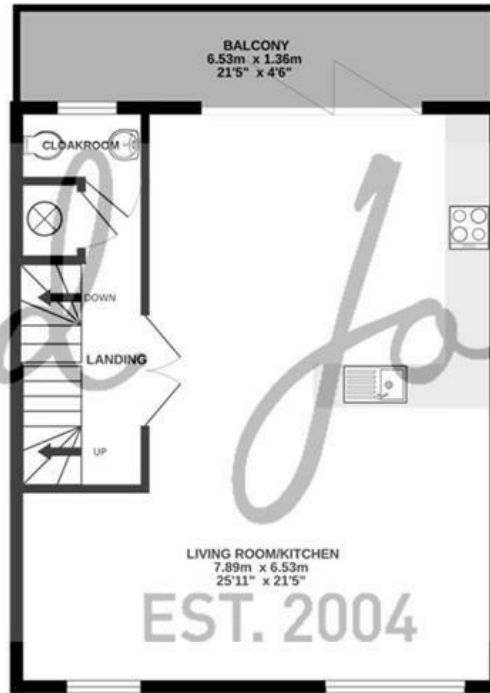 BALCONY
6.53m x 1.36m
21'5" x 4'6"
CLOAKROOM
DOWN
LANDING
UP
LIVING ROOM/KITCHEN
7.89m x 6.53m
25'11" x 21'5"
EST. 2004